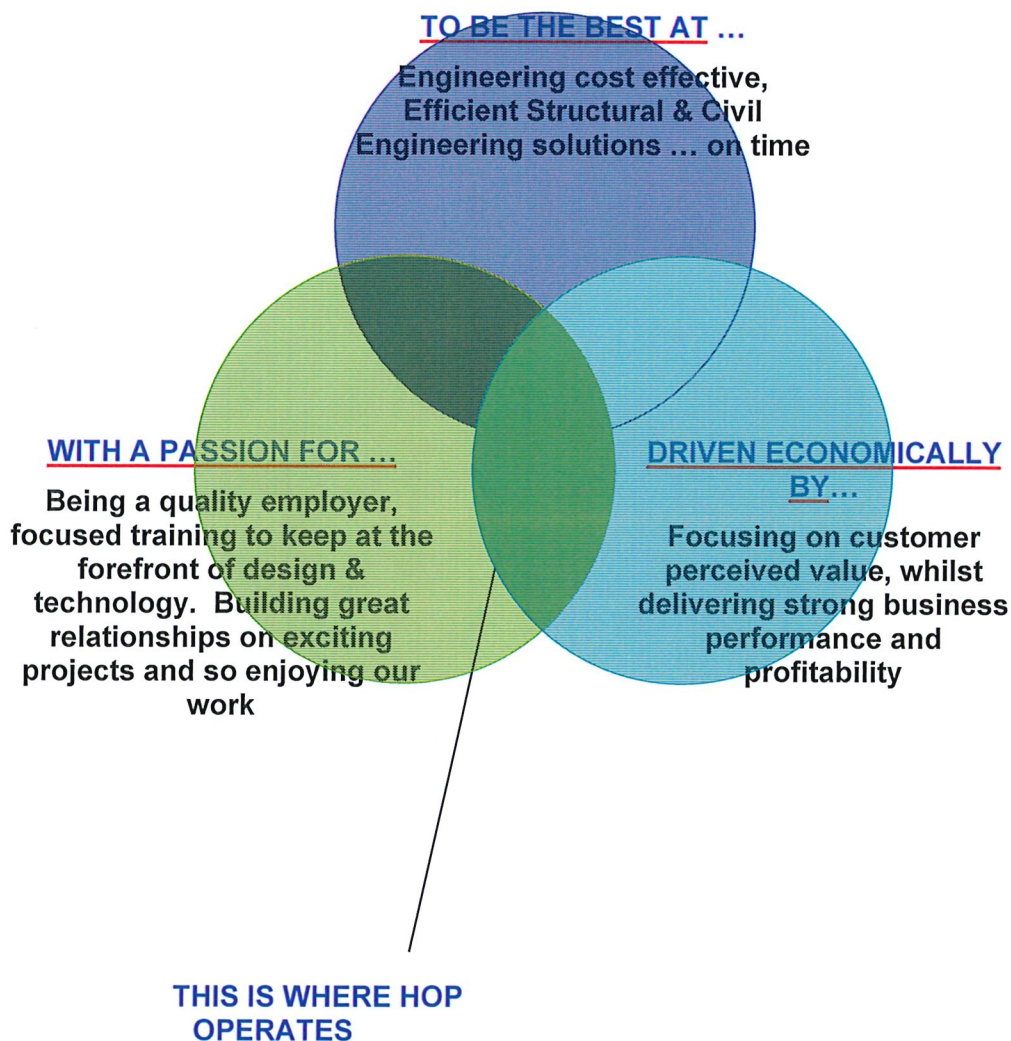 TO BE THE BEST AT ...
Engineering cost effective,
Efficient Structural & Civil
Engineering solutions ... on time
WITH A PASSION FOR ...
Being a quality employer,
focused training to keep at the
forefront of design &
technology.  Building great
relationships on exciting
projects and so enjoying our
work
DRIVEN ECONOMICALLY
BY...
Focusing on customer
perceived value, whilst
delivering strong business
performance and
profitability
THIS IS WHERE HOP
OPERATES